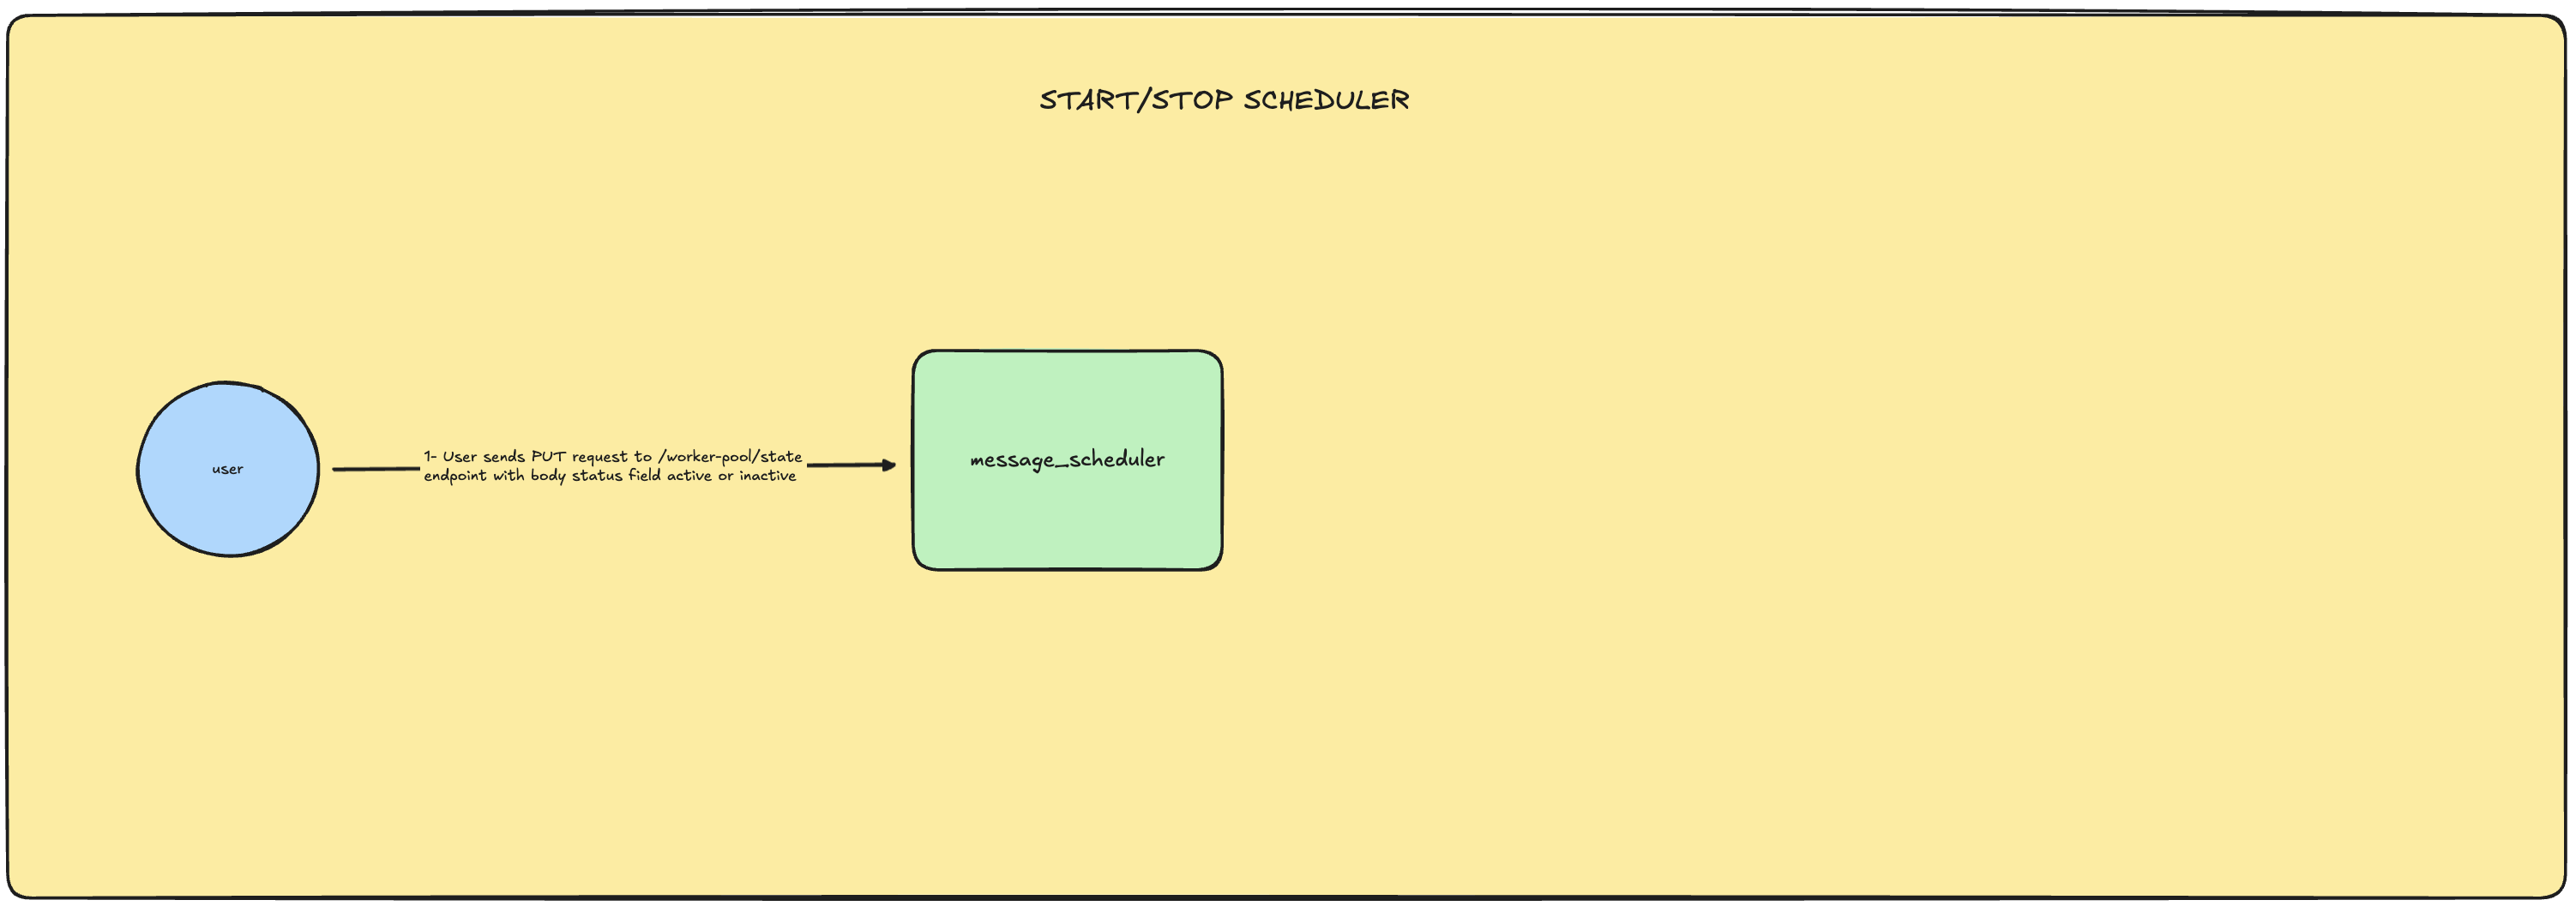 START/STOP SCHEDULER
user
1- User sends PUT request to /worker-pool/state
endpoint with body status field active or inactive
message_scheduler